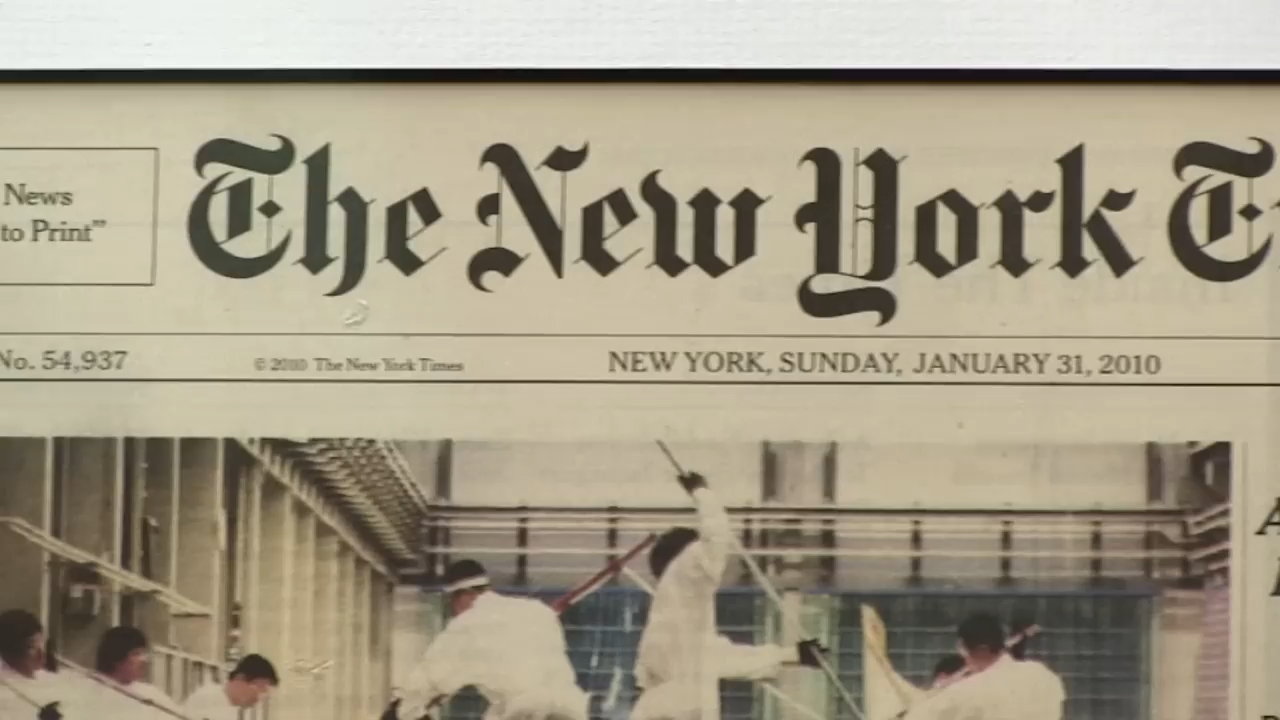 News
to Print”
The New York T
No. 54,937
© 2010 The New York Times
NEW YORK, SUNDAY, JANUARY 31, 2010